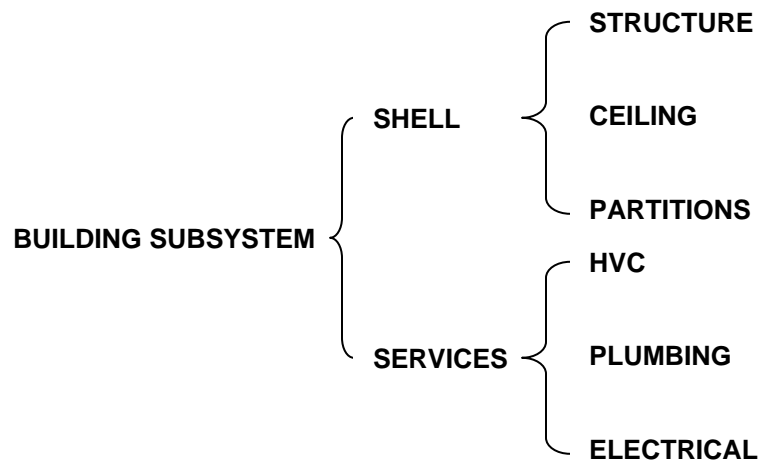 STRUCTURE
SHELL
CEILING
PARTITIONS
BUILDING SUBSYSTEM
HVC
SERVICES
PLUMBING
ELECTRICAL